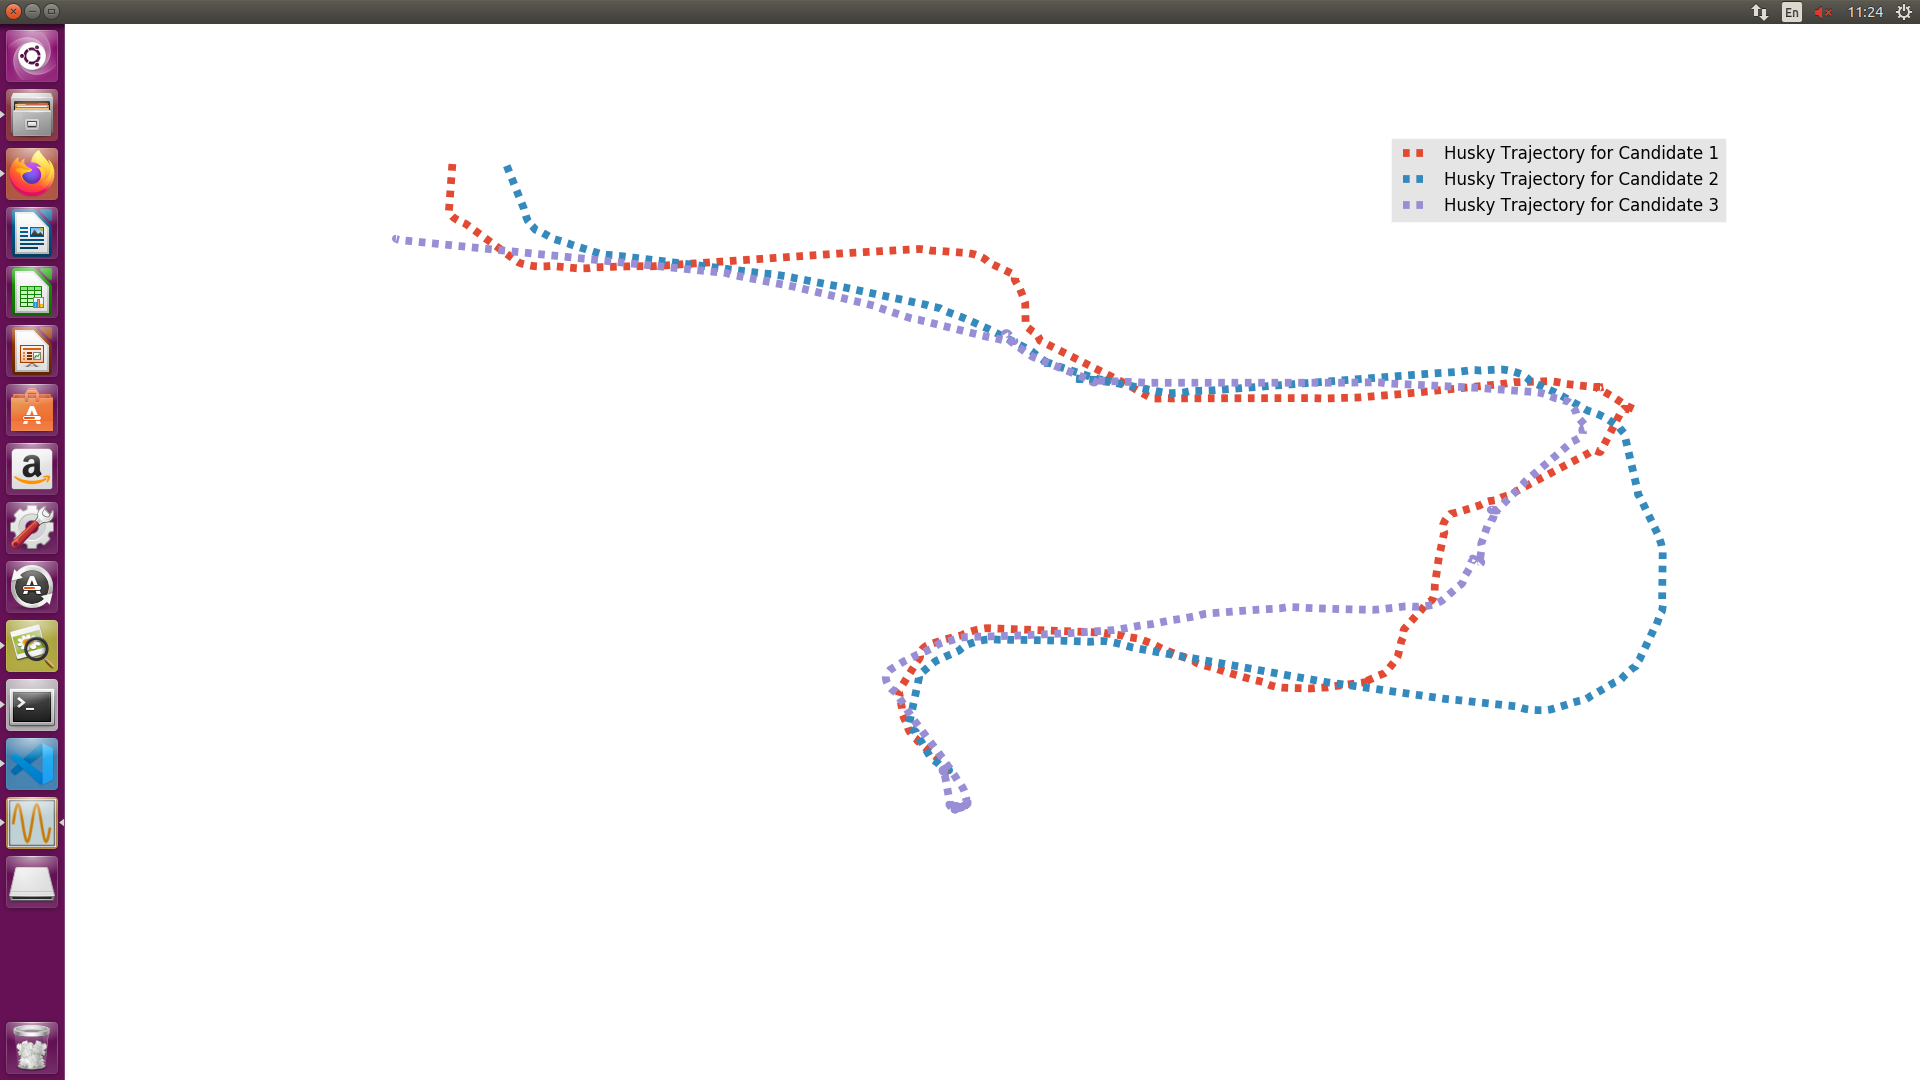 En
11:24
Husky Trajectory for Candidate 1
Husky Trajectory for Candidate 2
Husky Trajectory for Candidate 3